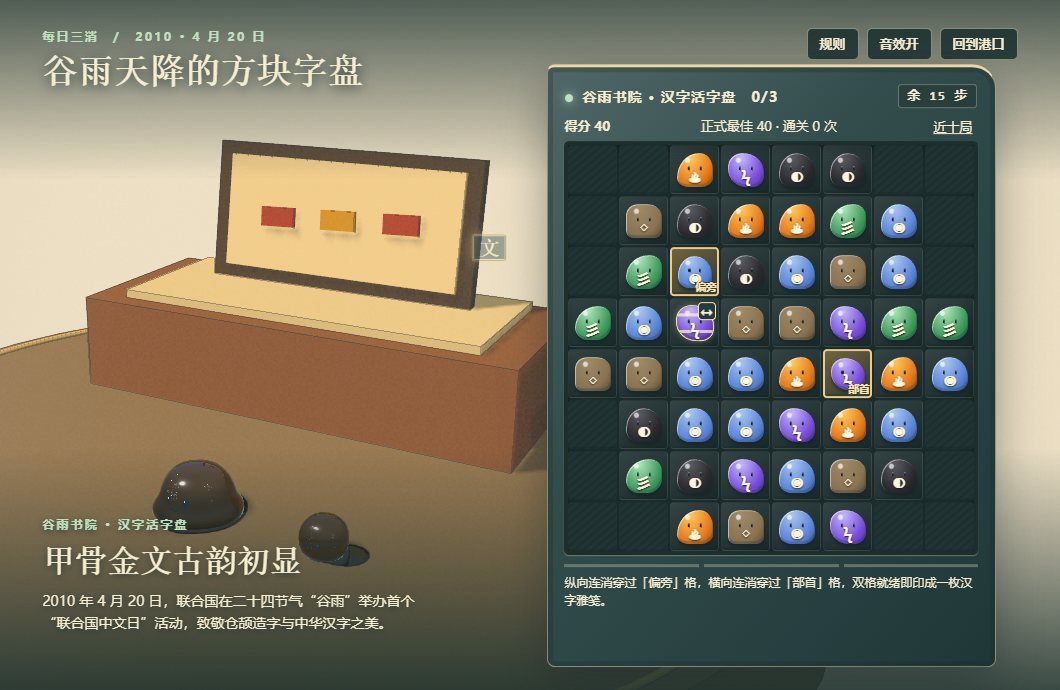 每日三消 / 2010 • 4 月 20 日
谷雨天降的方块字盘
规则
音效开
回到港口
谷雨书院 • 汉字活字盘 0/3
余 15 步
得分 40
正式最佳 40 · 通关 0 次
近十局
文
偏旁
部首
谷雨书院 • 汉字活字盘
甲骨金文古韵初显
2010 年 4 月 20 日，联合国在二十四节气“谷雨”举办首个
“联合国中文日”活动，致敬仓颉造字与中华汉字之美。
纵向连消穿过「偏旁」格，横向连消穿过「部首」格，双格就绪即印成一枚汉
字雅笺。